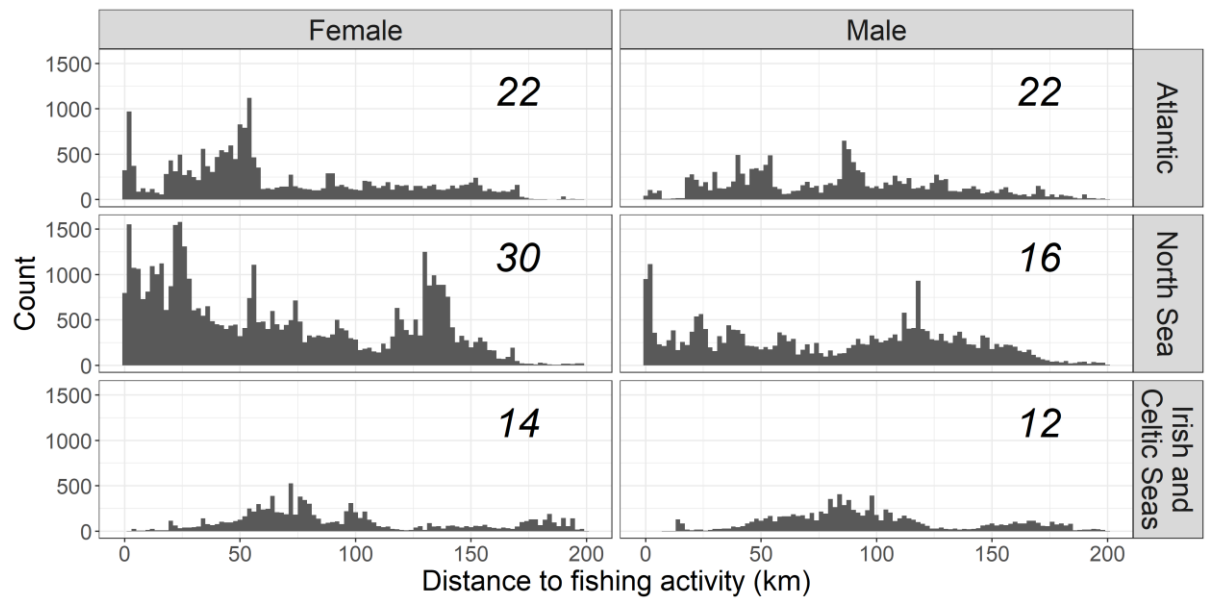 Female
Male
1500
1000
500
0
22
22
Atlantic
1500
1000
500
0
30
16
North Sea
1500
1000
500
0
14
12
Irish and
Celtic Seas
Count
0 50 100 150 200
0 50 100 150 200
Distance to fishing activity (km)